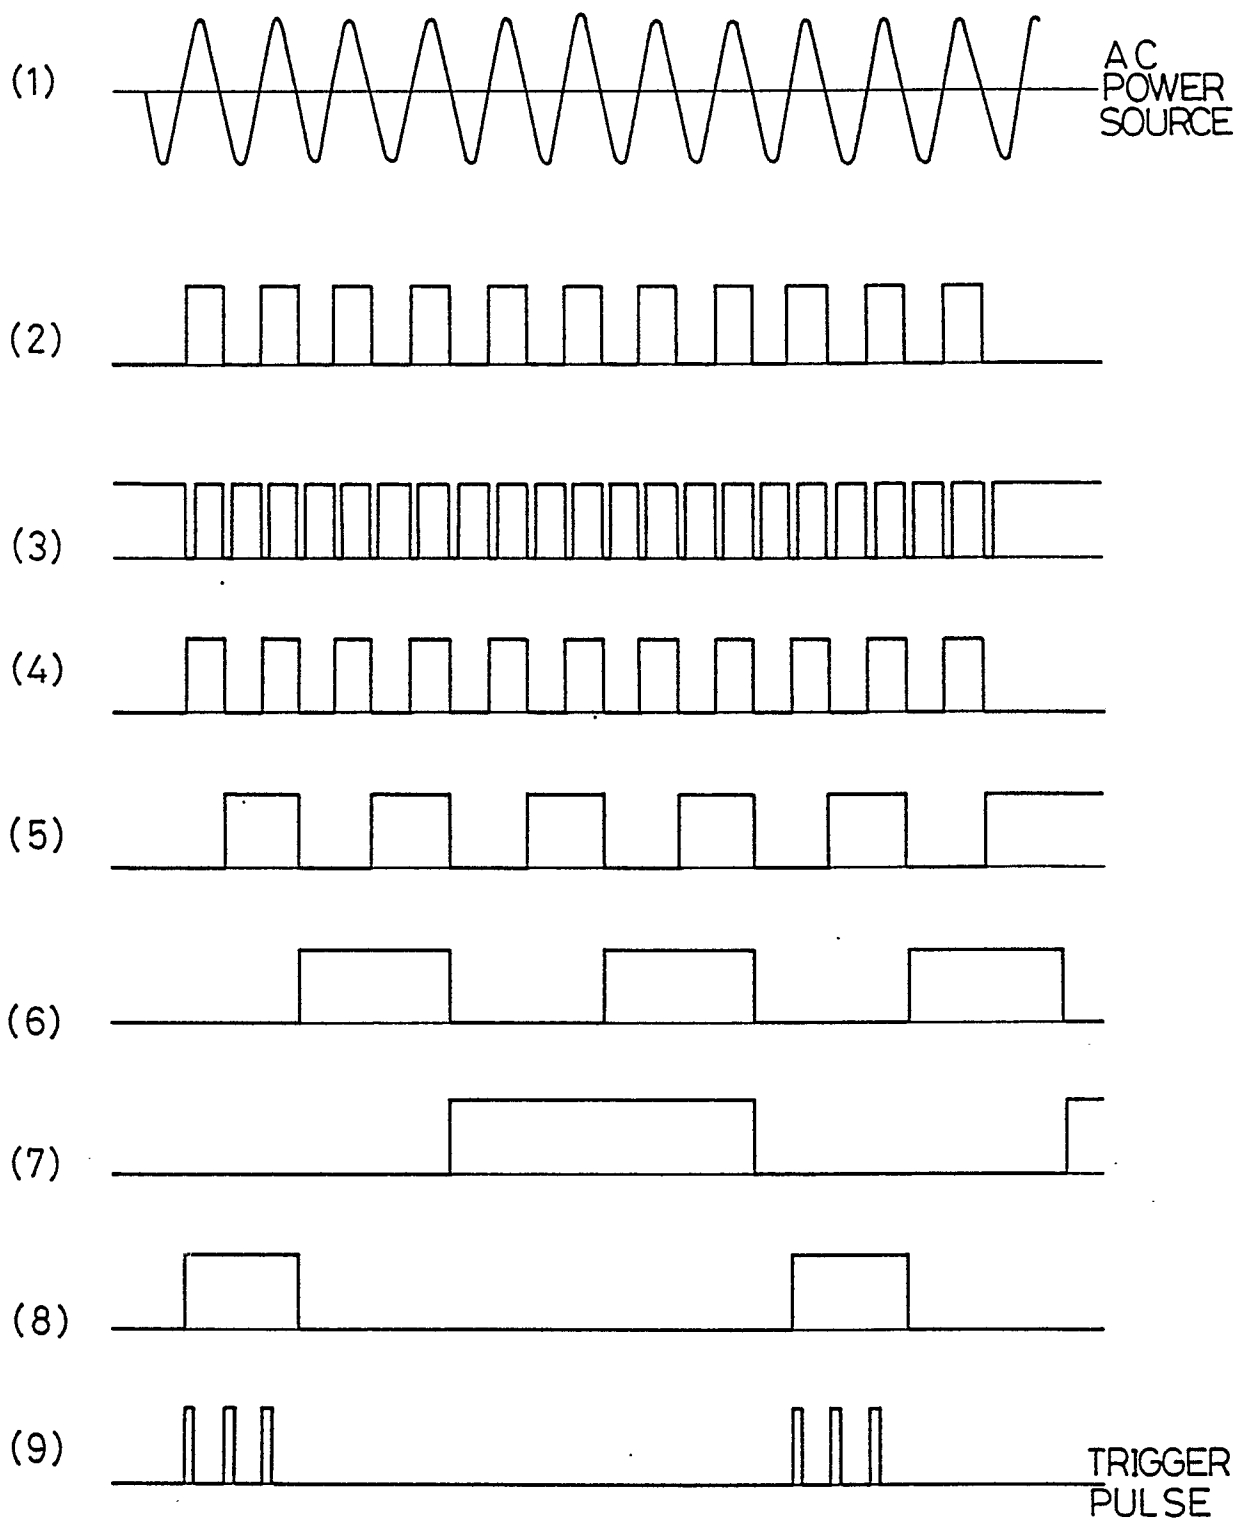 (1)
AC
POWER
SOURCE
(2)
(3)
(4)
(5)
(6)
(7)
(8)
(9)
TRIGGER
PULSE